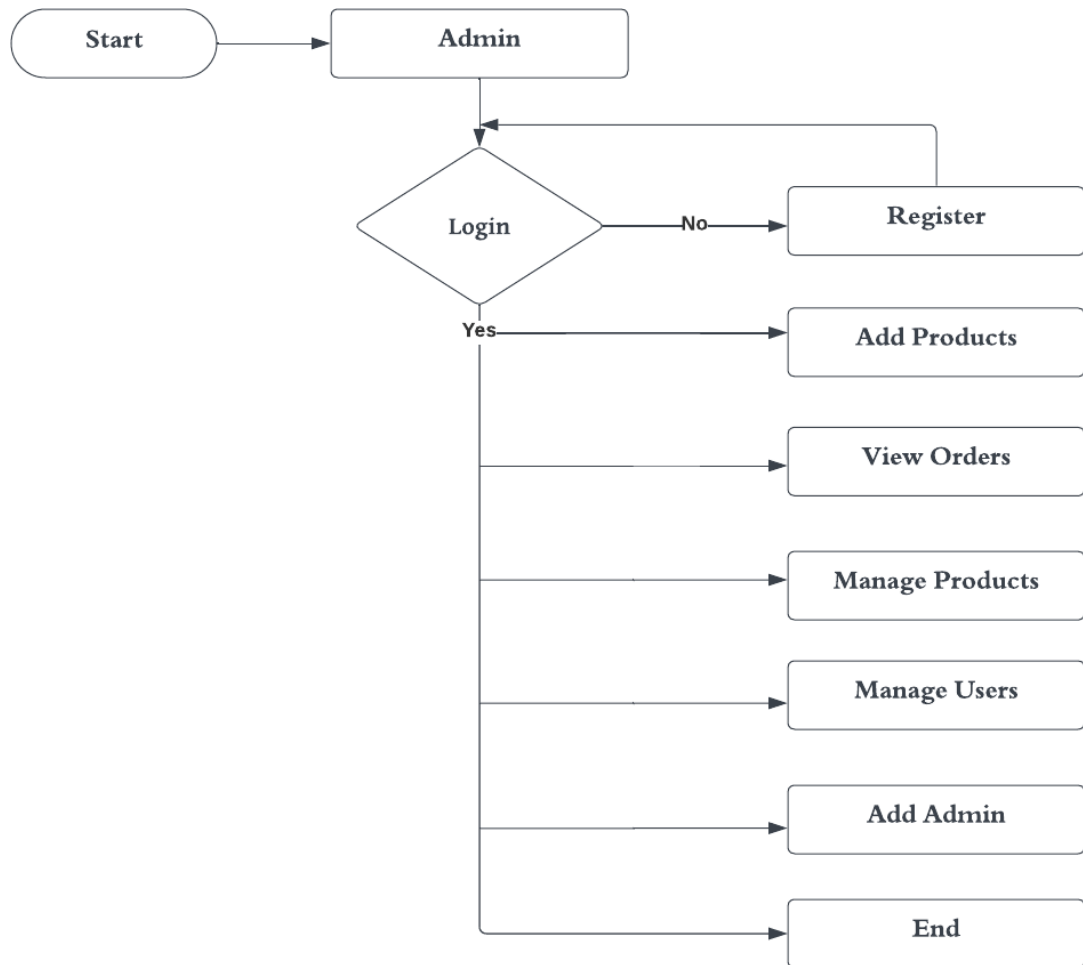 Start
Admin
Login
No
Register
Yes
Add Products
View Orders
Manage Products
Manage Users
Add Admin
End